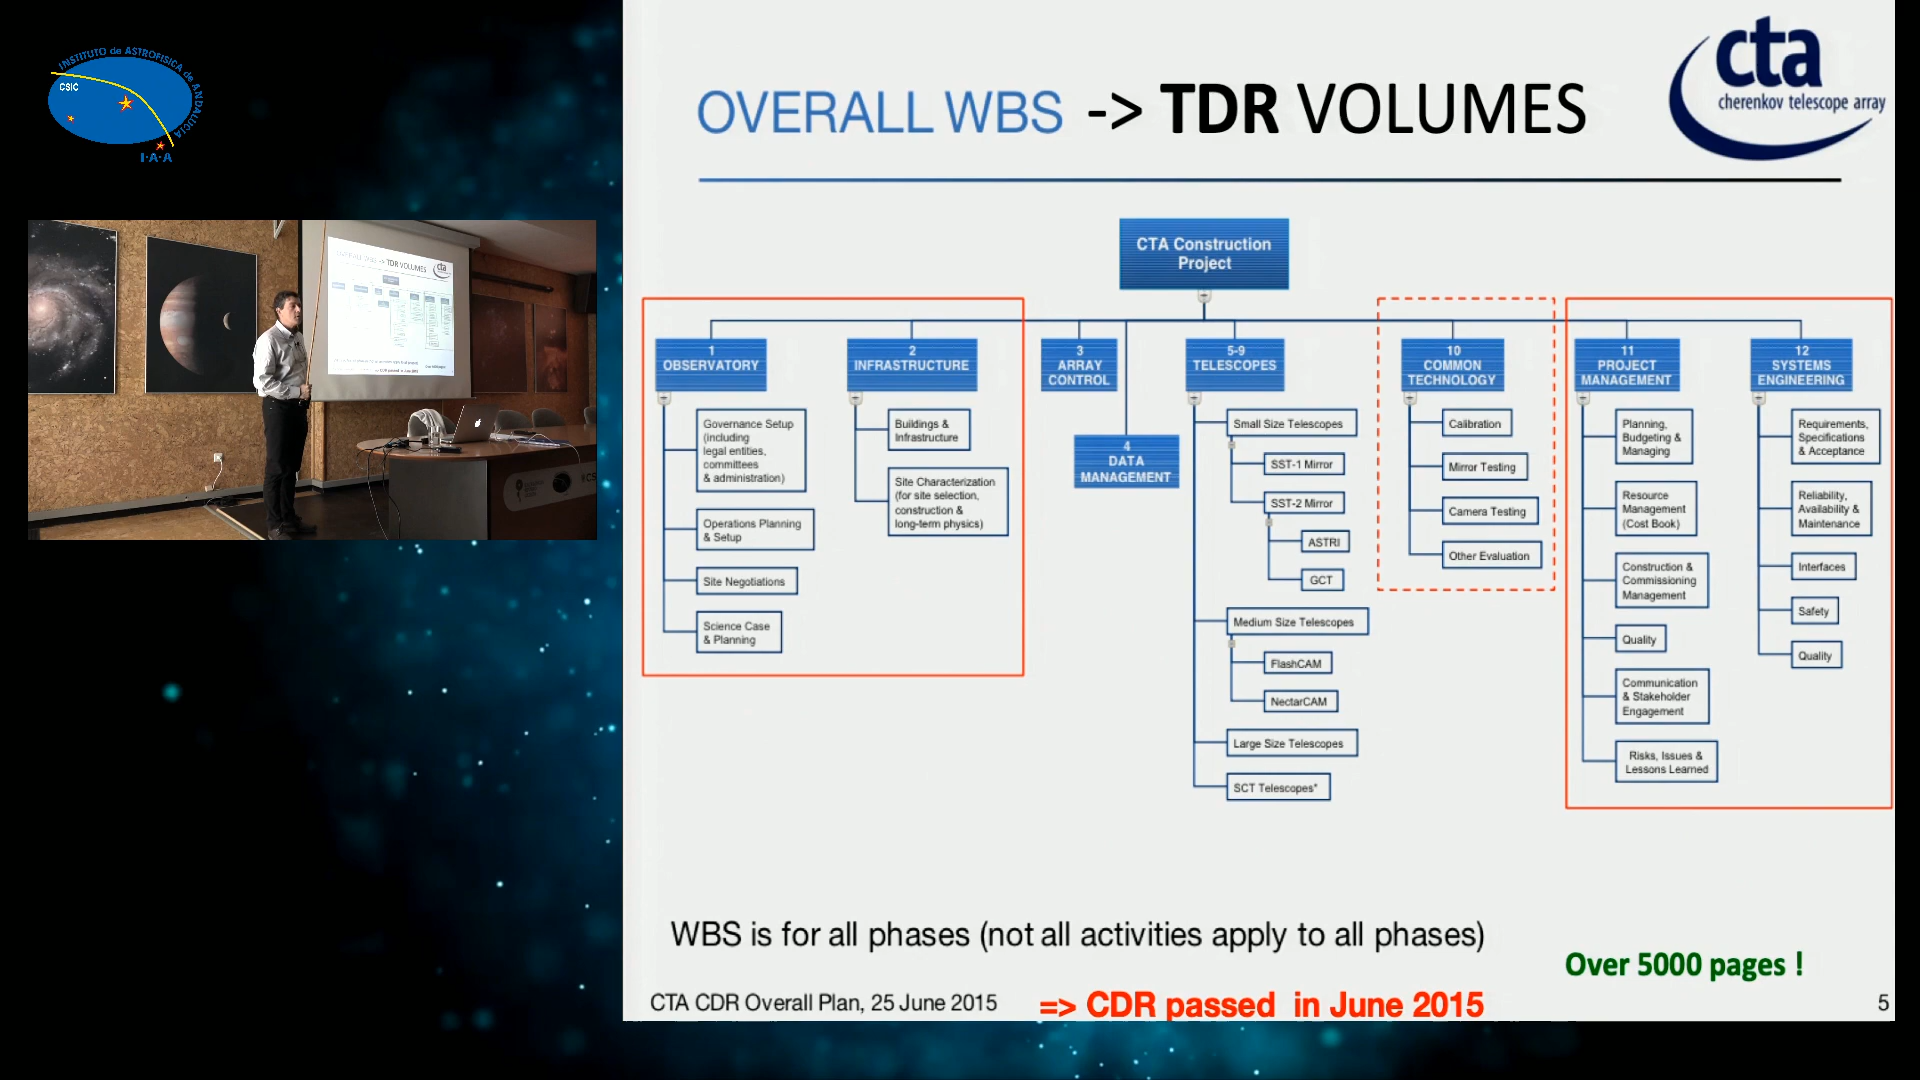 INSTITUTO de ASTROFISICA de ANDALUCIA
CSIC
I·A·A
OVERALL WBS -> TDR VOLUMES
cta
cherenkov telescope array
CTA Construction
Project
1
OBSERVATORY
Governance Setup
(including
legal entities,
committees
& administration)
Operations Planning
& Setup
Site Negotiations
Science Case
& Planning
2
INFRASTRUCTURE
Buildings &
Infrastructure
Site Characterization
(for site selection,
construction &
long-term physics)
3
ARRAY
CONTROL
4
DATA
MANAGEMENT
5-9
TELESCOPES
Small Size Telescopes
SST-1 Mirror
SST-2 Mirror
ASTRI
GCT
Medium Size Telescopes
FlashCAM
NectarCAM
Large Size Telescopes
SCT Telescopes*
10
COMMON
TECHNOLOGY
Calibration
Mirror Testing
Camera Testing
Other Evaluation
11
PROJECT
MANAGEMENT
Planning,
Budgeting &
Managing
Resource
Management
(Cost Book)
Construction &
Commissioning
Management
Quality
Communication
& Stakeholder
Engagement
Risks, Issues &
Lessons Learned
12
SYSTEMS
ENGINEERING
Requirements,
Specifications
& Acceptance
Reliability,
Availability &
Maintenance
Interfaces
Safety
Quality
WBS is for all phases (not all activities apply to all phases)
Over 5000 pages !
CTA CDR Overall Plan, 25 June 2015
=> CDR passed in June 2015
5
OVERALL WBS -> TDR VOLUMES
cta